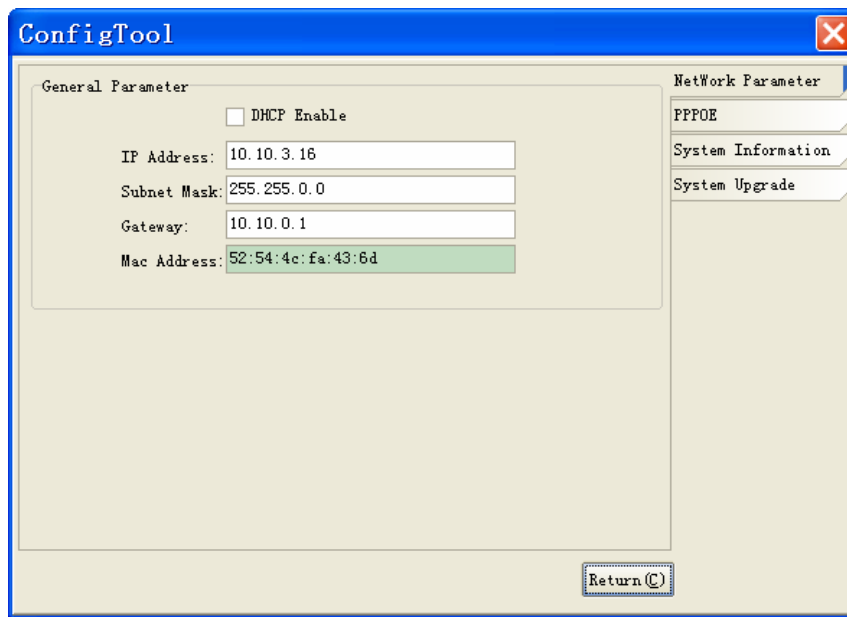 ConfigTool
General Parameter
DHCP Enable
IP Address: 10.10.3.16
Subnet Mask: 255.255.0.0
Gateway: 10.10.0.1
Mac Address: 52:54:4c:fa:43:6d
NetWork Parameter
PPPOE
System Information
System Upgrade
Return(C)